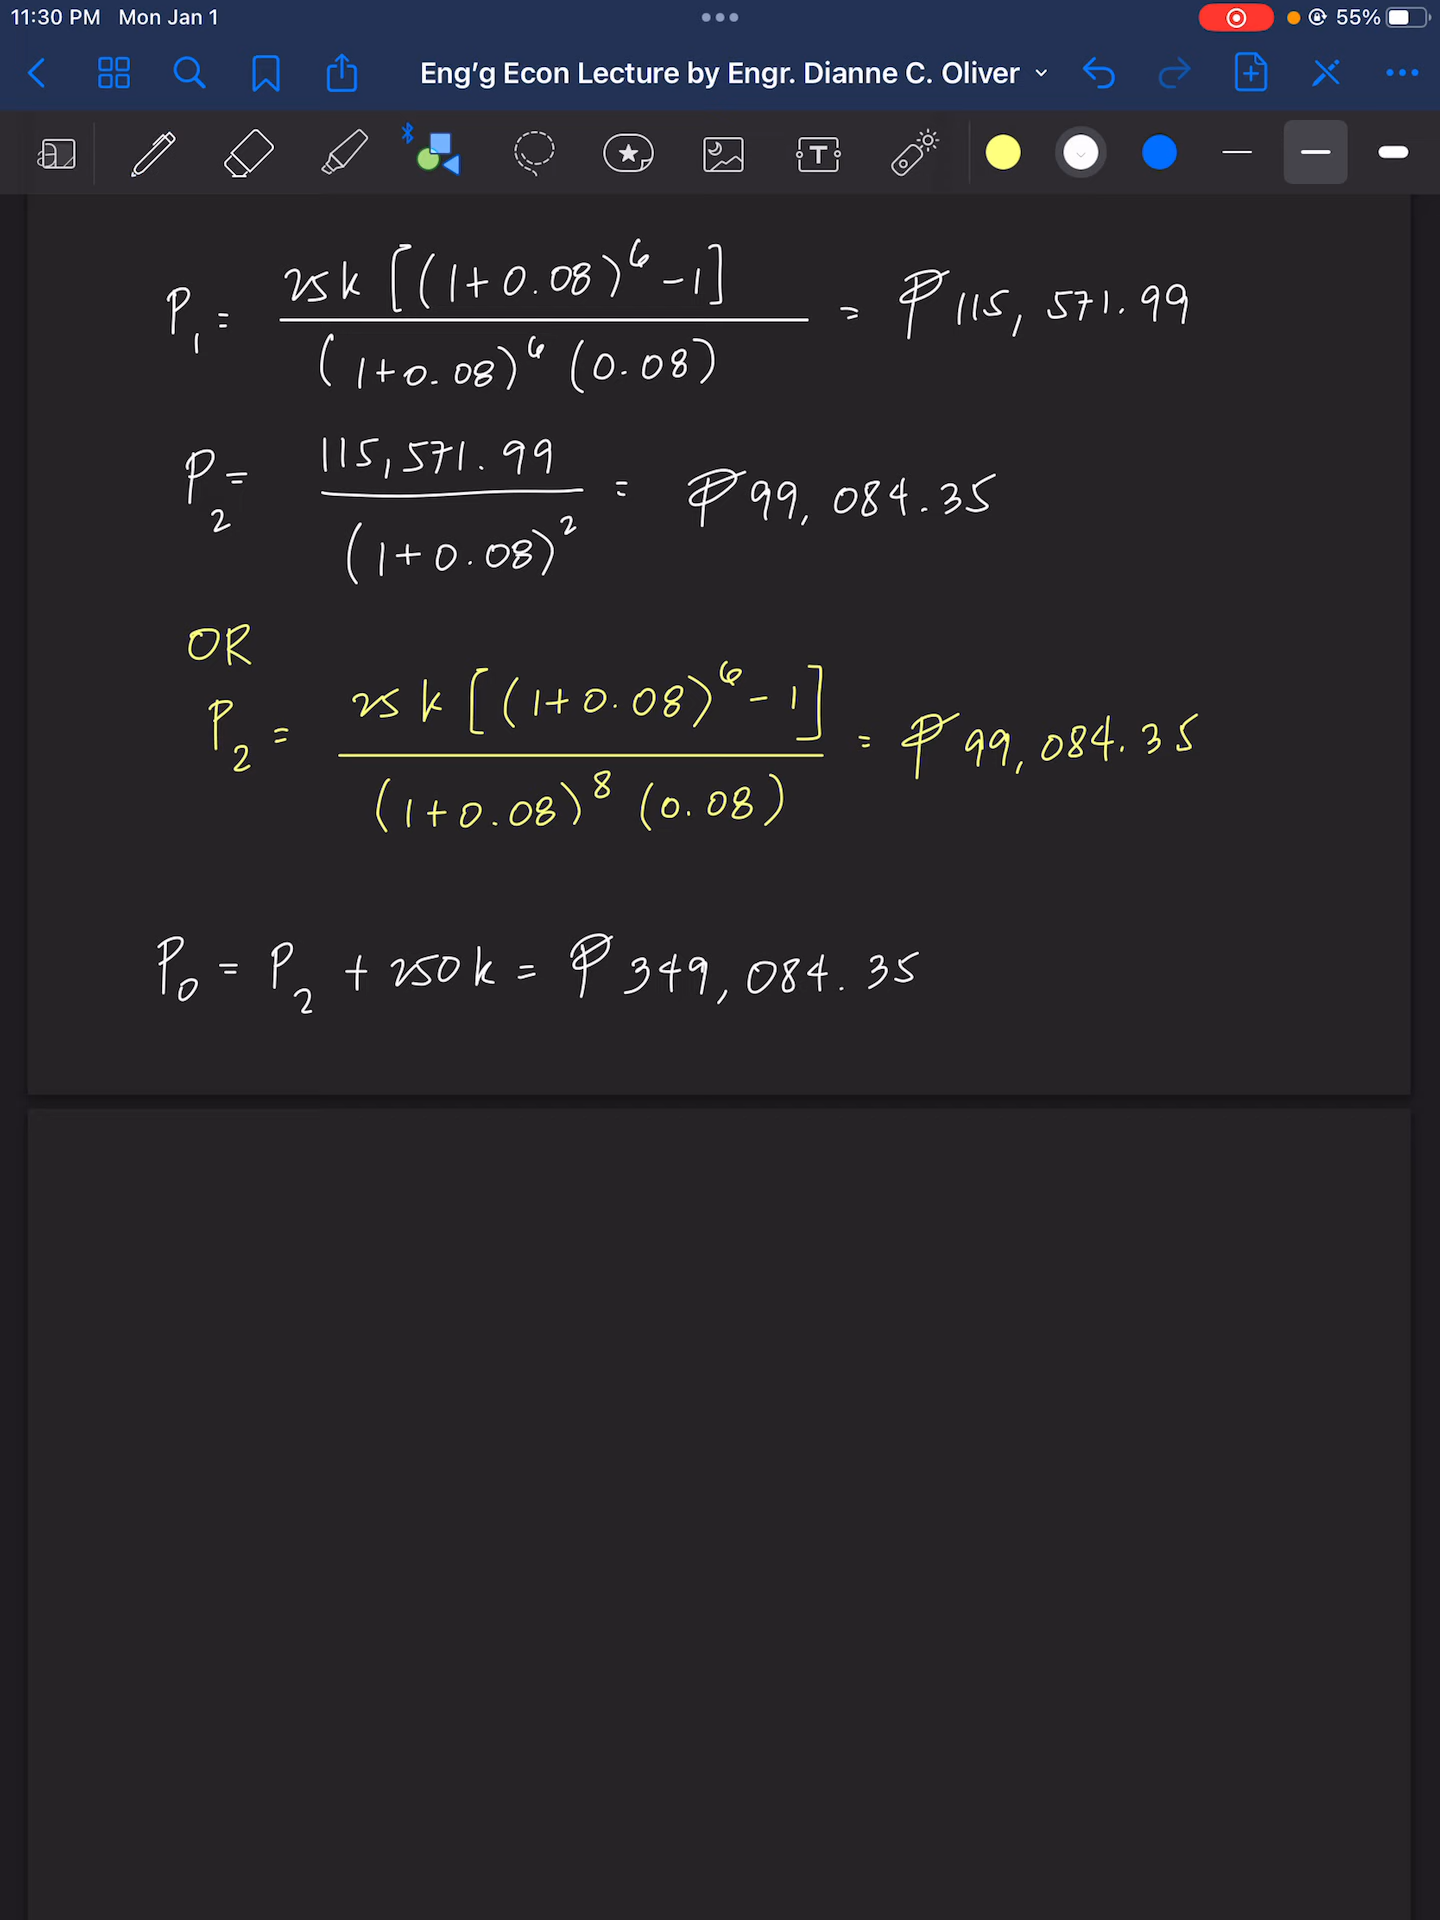 11:30 PM Mon Jan 1
55%
Eng'g Econ Lecture by Engr. Dianne C. Oliver
P₁ = 25k [(1+0.08)⁶ -1] / (1+0.08)⁶ (0.08) = ₱115,571.99
P₂ = 115,571.99 / (1+0.08)² = ₱99,084.35
OR
P₂ = 25k [(1+0.08)⁶ -1] / (1+0.08)⁸ (0.08) = ₱99,084.35
P₀ = P₂ + 250k = ₱349,084.35